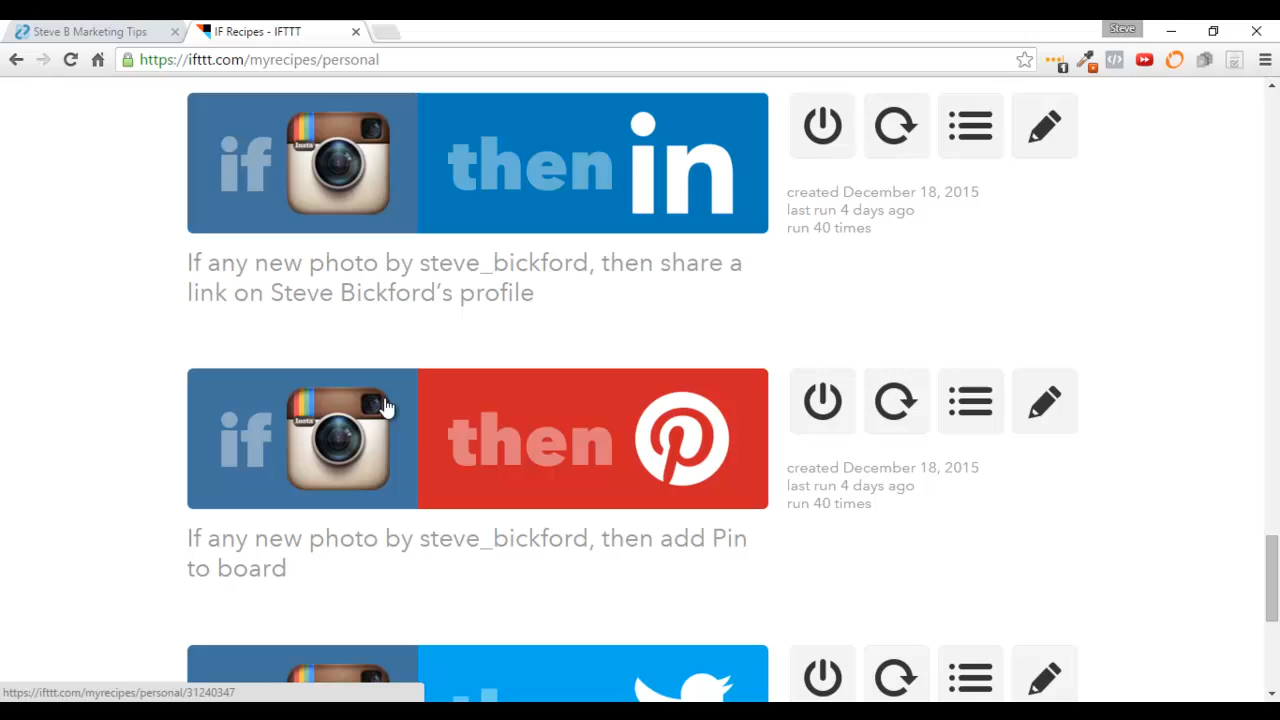 Steve B Marketing Tips
IF Recipes - IFTTT
Steve
https://ifttt.com/myrecipes/personal
1
if
Insta
then
in
created December 18, 2015
last run 4 days ago
run 40 times
If any new photo by steve_bickford, then share a
link on Steve Bickford’s profile
if
Insta
then
created December 18, 2015
last run 4 days ago
run 40 times
If any new photo by steve_bickford, then add Pin
to board
https://ifttt.com/myrecipes/personal/31240347